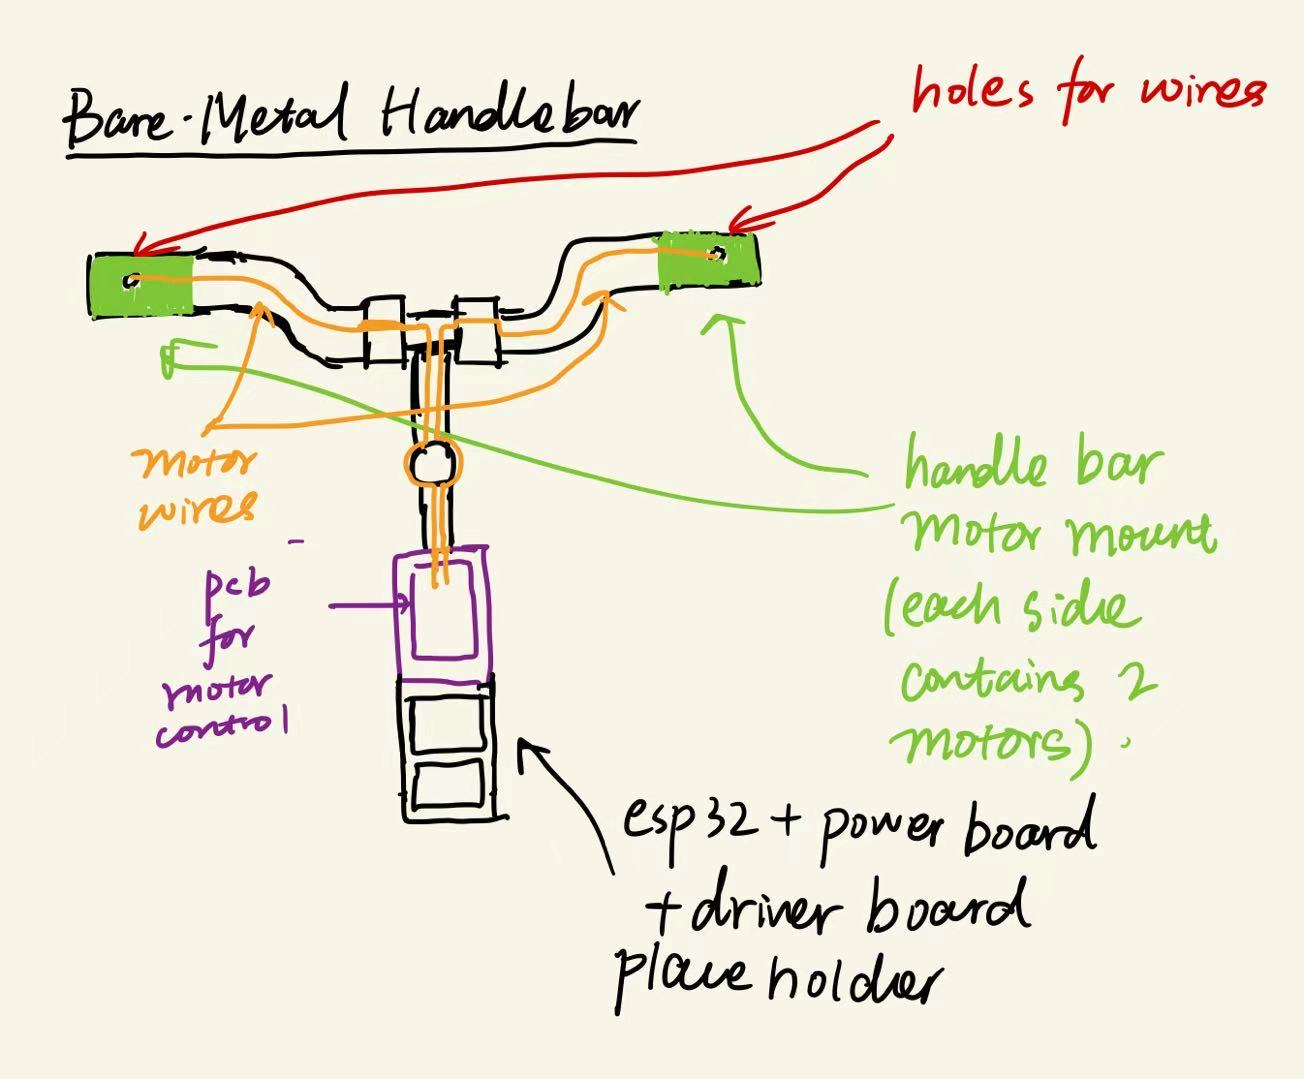 Bare-Metal Handlebar
holes for wires
motor
wires
handle bar
motor mount
(each side
contains 2
motors).
pcb
for
motor
control
esp32 + power board
+ driver board
place holder